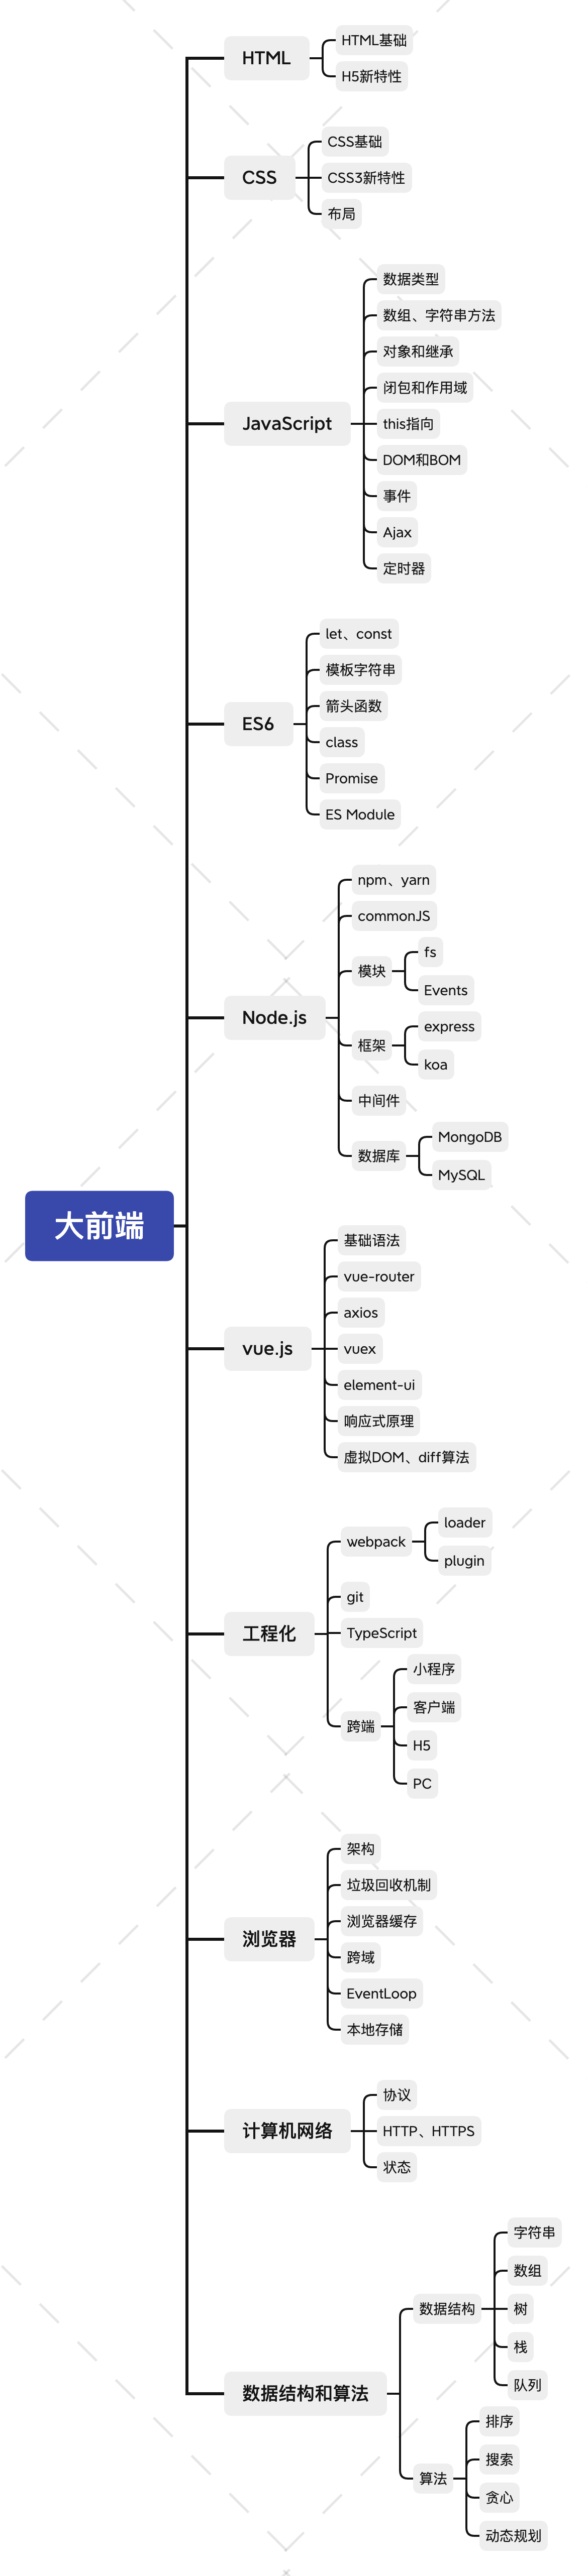 HTML
HTML基础
H5新特性
CSS
CSS基础
CSS3新特性
布局
JavaScript
数据类型
数组、字符串方法
对象和继承
闭包和作用域
this指向
DOM和BOM
事件
Ajax
定时器
ES6
let、const
模板字符串
箭头函数
class
Promise
ES Module
Node.js
npm、yarn
commonJS
模块
fs
Events
框架
express
koa
中间件
数据库
MongoDB
MySQL
大前端
vue.js
基础语法
vue-router
axios
vuex
element-ui
响应式原理
虚拟DOM、diff算法
工程化
webpack
loader
plugin
git
TypeScript
跨端
小程序
客户端
H5
PC
浏览器
架构
垃圾回收机制
浏览器缓存
跨域
EventLoop
本地存储
计算机网络
协议
HTTP、HTTPS
状态
数据结构和算法
数据结构
字符串
数组
树
栈
队列
算法
排序
搜索
贪心
动态规划